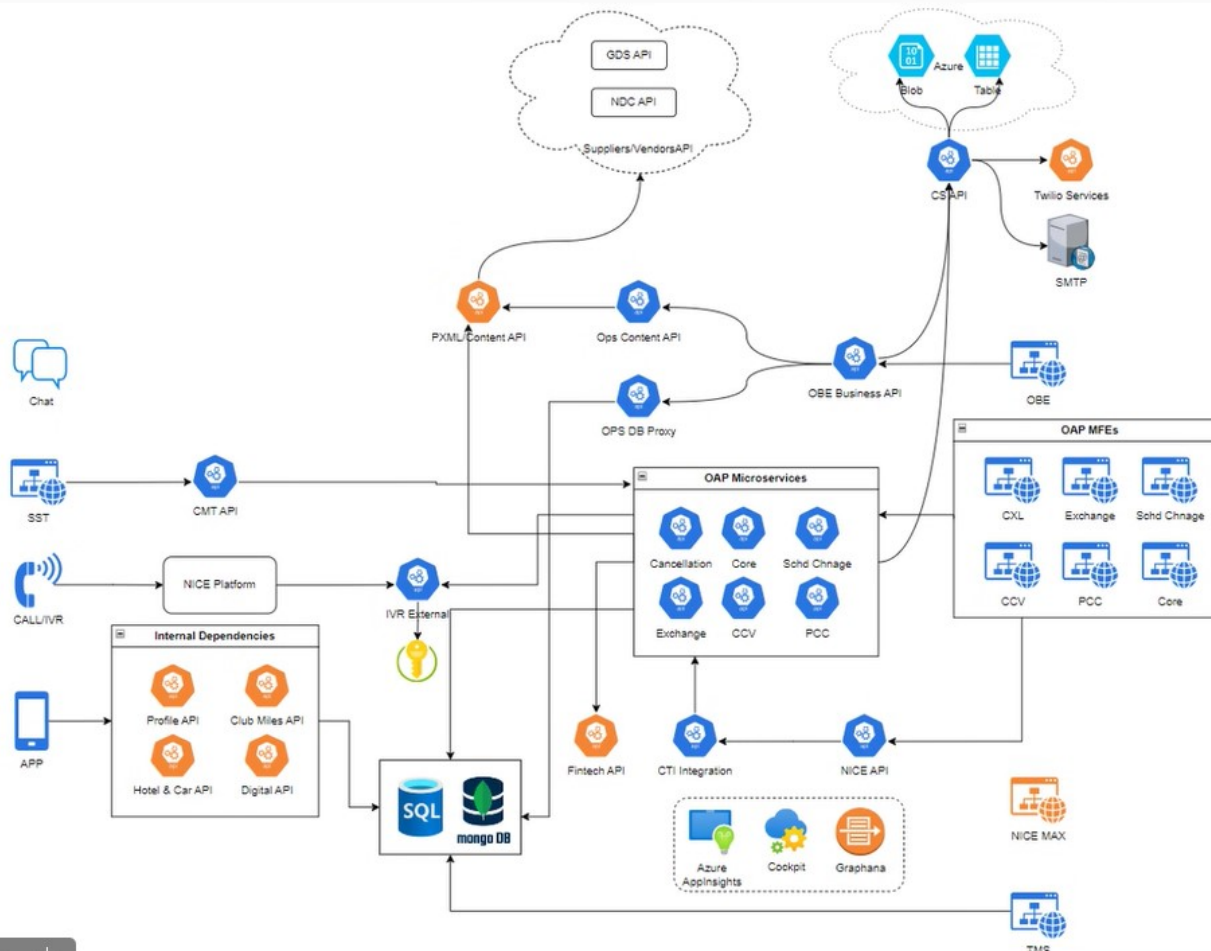 GDS API
NDC API
Suppliers/VendorsAPI
Azure
Blob
Table
CS API
Twilio Services
SMTP
PXML/Content API
Ops Content API
OBE Business API
OBE
OPS DB Proxy
Chat
SST
CMT API
OAP Microservices
Cancellation
Core
Schd Chnage
Exchange
CCV
PCC
OAP MFEs
CXL
Exchange
Schd Chnage
CCV
PCC
Core
CALL/IVR
NICE Platform
IVR External
Internal Dependencies
Profile API
Club Miles API
Hotel & Car API
Digital API
APP
SQL
mongo DB
Fintech API
CTI Integration
NICE API
Azure
AppInsights
Cockpit
Graphana
NICE MAX
TMS